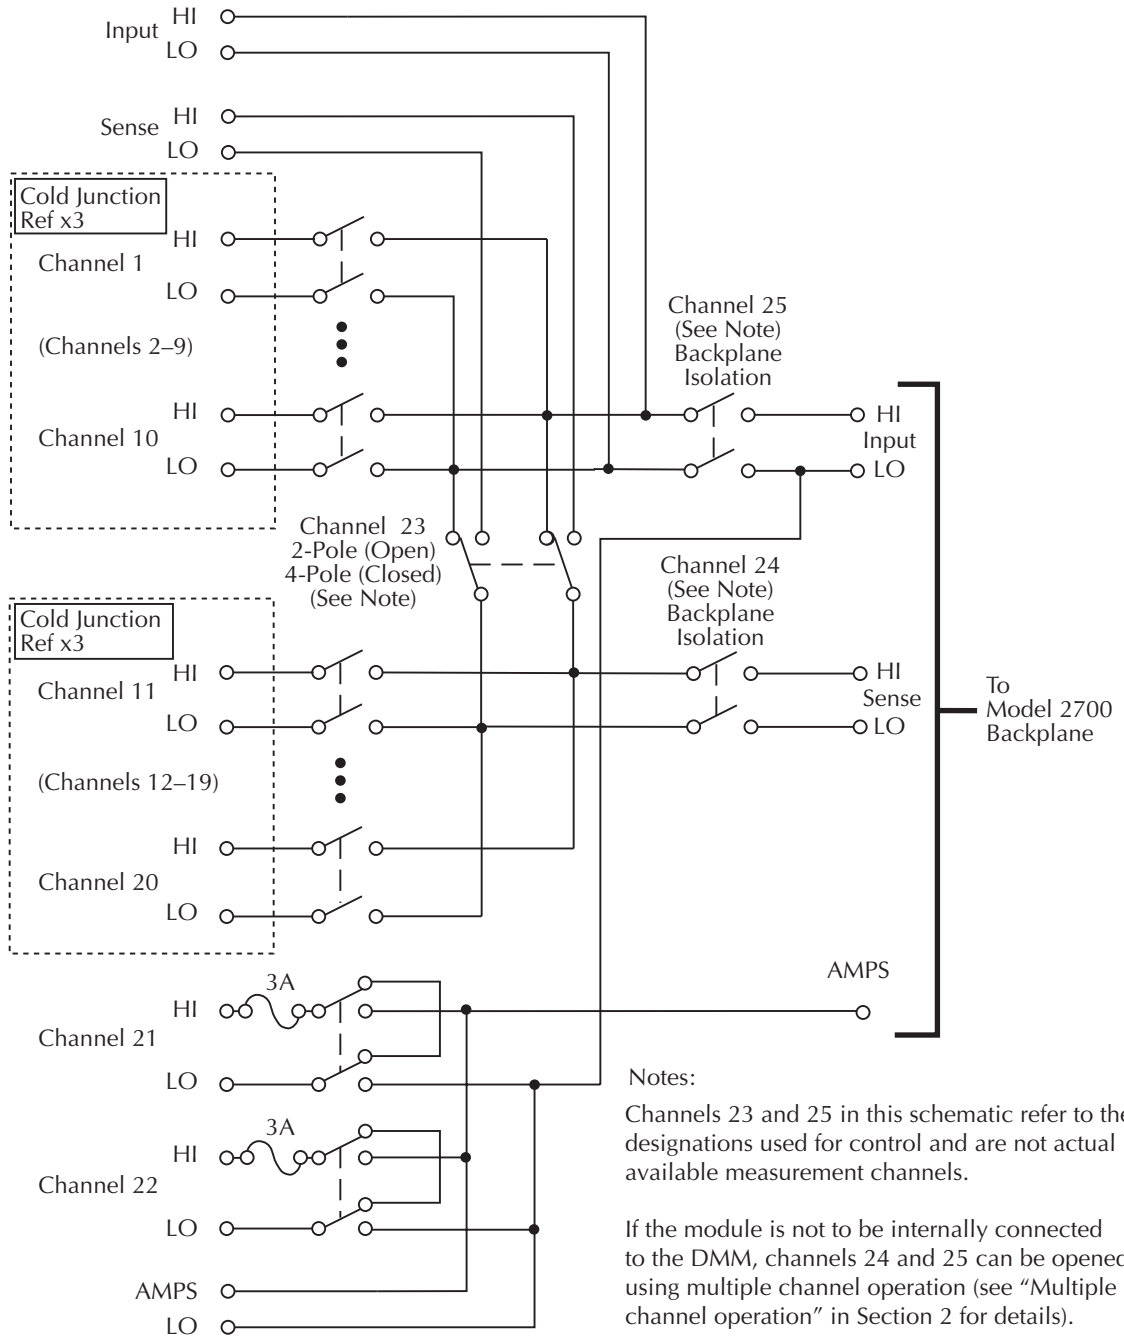 HI
Input
LO
HI
Sense
LO
Cold Junction
Ref x3
HI
Channel 1
LO
(Channels 2–9)
HI
Channel 10
LO
Channel 25
(See Note)
Backplane
Isolation
HI
Input
LO
Channel 23
2-Pole (Open)
4-Pole (Closed)
(See Note)
Channel 24
(See Note)
Backplane
Isolation
Cold Junction
Ref x3
HI
Channel 11
LO
(Channels 12–19)
HI
Channel 20
LO
HI
Sense
LO
To
Model 2700
Backplane
AMPS
3A
HI
Channel 21
LO
3A
HI
Channel 22
LO
AMPS
LO
Notes:
Channels 23 and 25 in this schematic refer to the
designations used for control and are not actual
available measurement channels.
If the module is not to be internally connected
to the DMM, channels 24 and 25 can be opened
using multiple channel operation (see “Multiple
channel operation” in Section 2 for details).